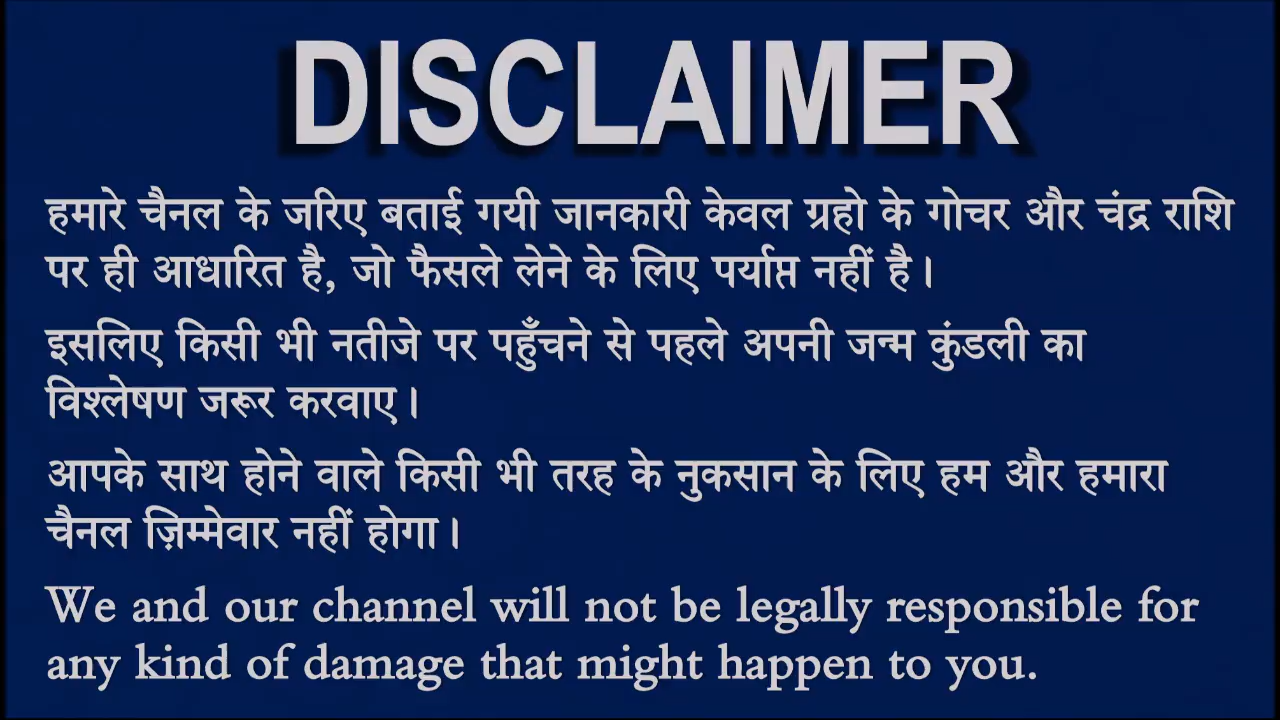 DISCLAIMER
हमारे चैनल के जरिए बताई गयी जानकारी केवल ग्रहो के गोचर और चंद्र राशि
पर ही आधारित है, जो फैसले लेने के लिए पर्याप्त नहीं है।
इसलिए किसी भी नतीजे पर पहुँचने से पहले अपनी जन्म कुंडली का
विश्लेषण जरूर करवाए।
आपके साथ होने वाले किसी भी तरह के नुकसान के लिए हम और हमारा
चैनल ज़िम्मेवार नहीं होगा।
We and our channel will not be legally responsible for
any kind of damage that might happen to you.